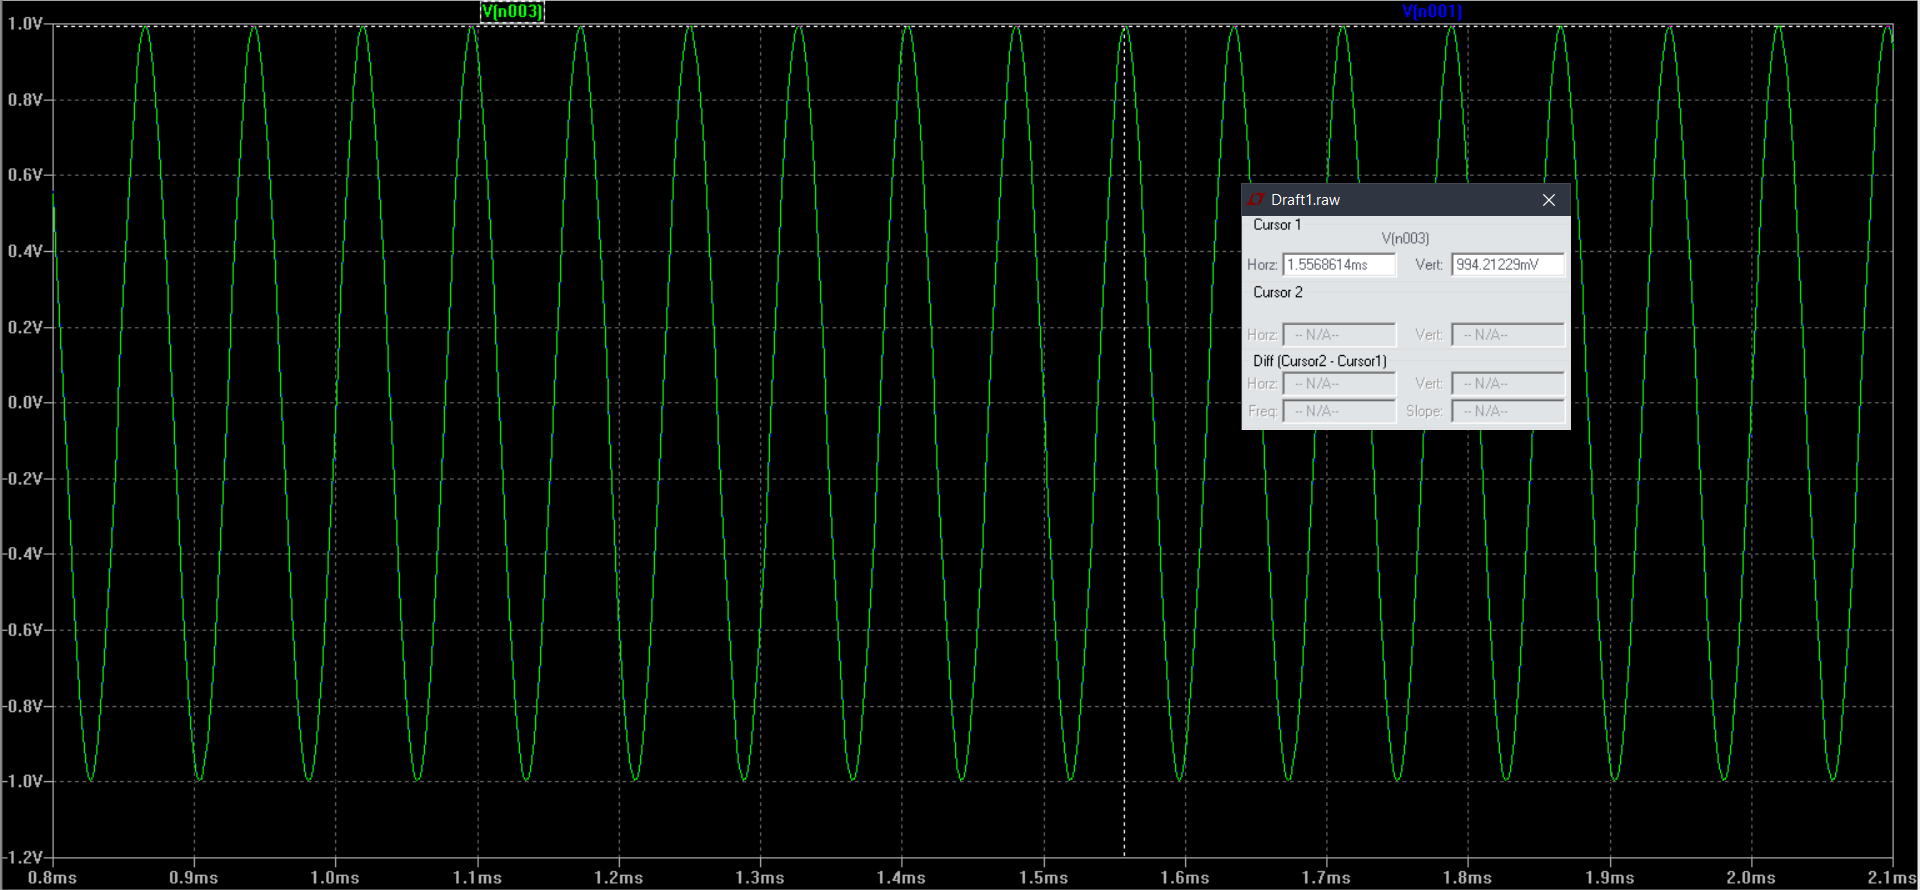 V(n003) V(n001)
1.0V
0.8V
0.6V
0.4V
0.2V
0.0V
-0.2V
-0.4V
-0.6V
-0.8V
-1.0V
-1.2V
0.8ms 0.9ms 1.0ms 1.1ms 1.2ms 1.3ms 1.4ms 1.5ms 1.6ms 1.7ms 1.8ms 1.9ms 2.0ms 2.1ms
Draft1.raw
Cursor 1
V(n003)
Horz: 1.5568614ms Vert: 994.21229mV
Cursor 2
Horz: -- N/A-- Vert: -- N/A--
Diff (Cursor2 - Cursor1)
Horz: -- N/A-- Vert: -- N/A--
Freq: -- N/A-- Slope: -- N/A--